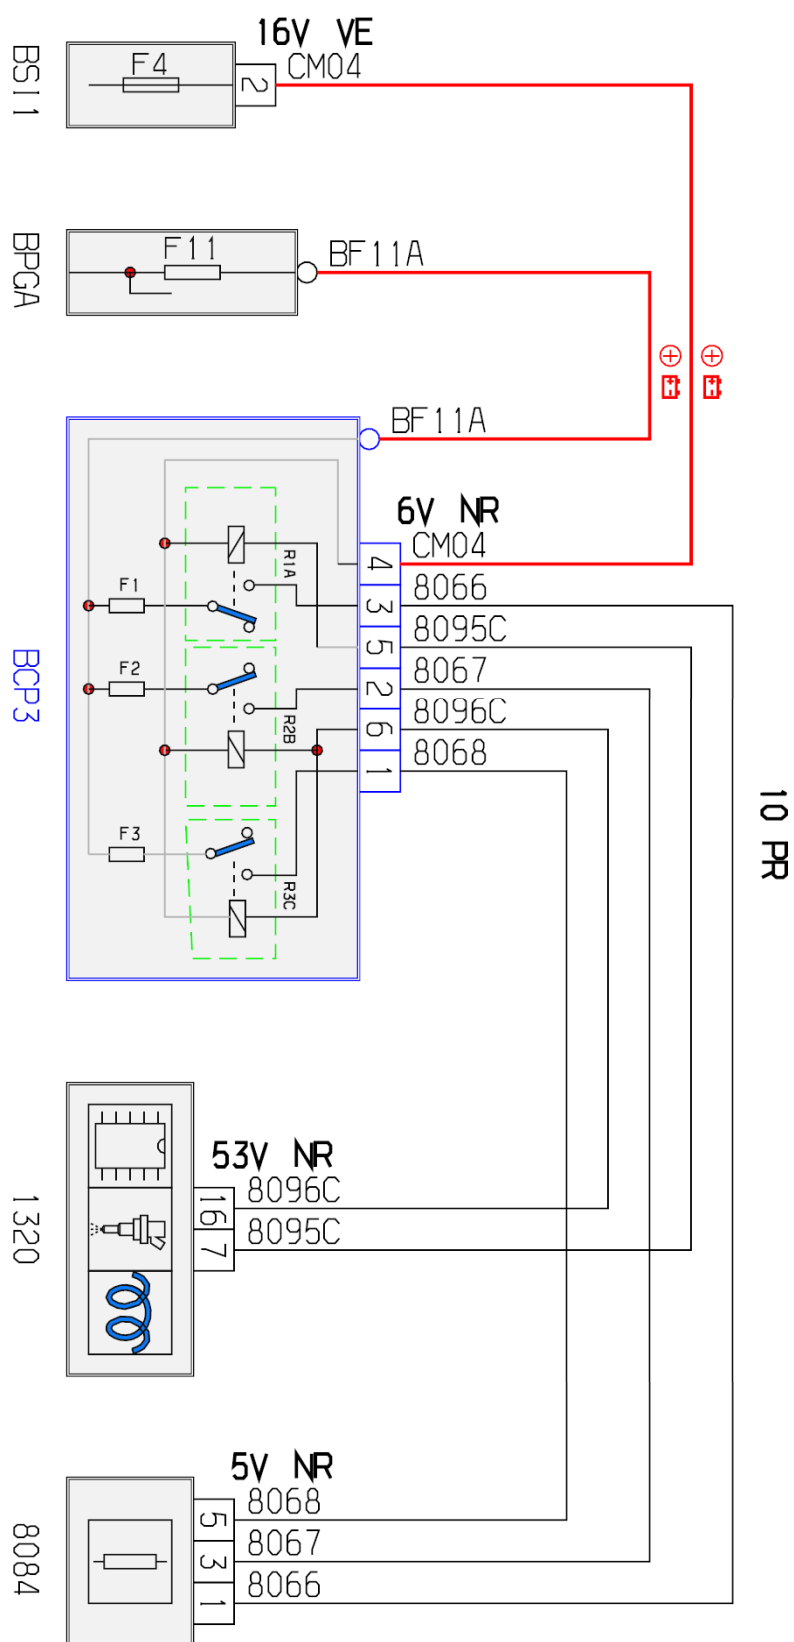 16V VE
BSI1
F4
2
CM04
BPGA
F11
BF11A
BF11A
6V NR
CM04
4
R1A
8066
3
F1
8095C
5
BCP3
F2
8067
2
R2B
8096C
6
8068
1
10 PR
F3
R3C
53V NR
1320
8096C
16
8095C
7
5V NR
8084
8068
5
8067
3
8066
1